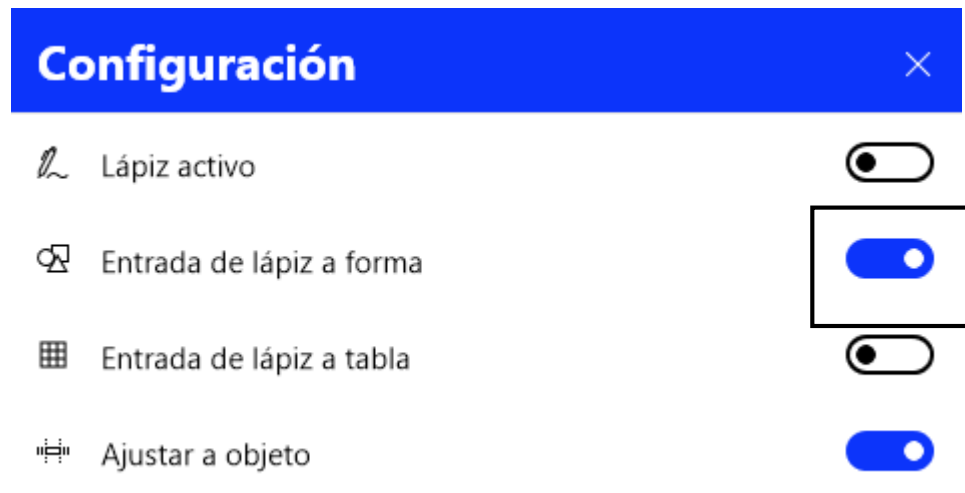 Configuración
Lápiz activo
Entrada de lápiz a forma
Entrada de lápiz a tabla
Ajustar a objeto